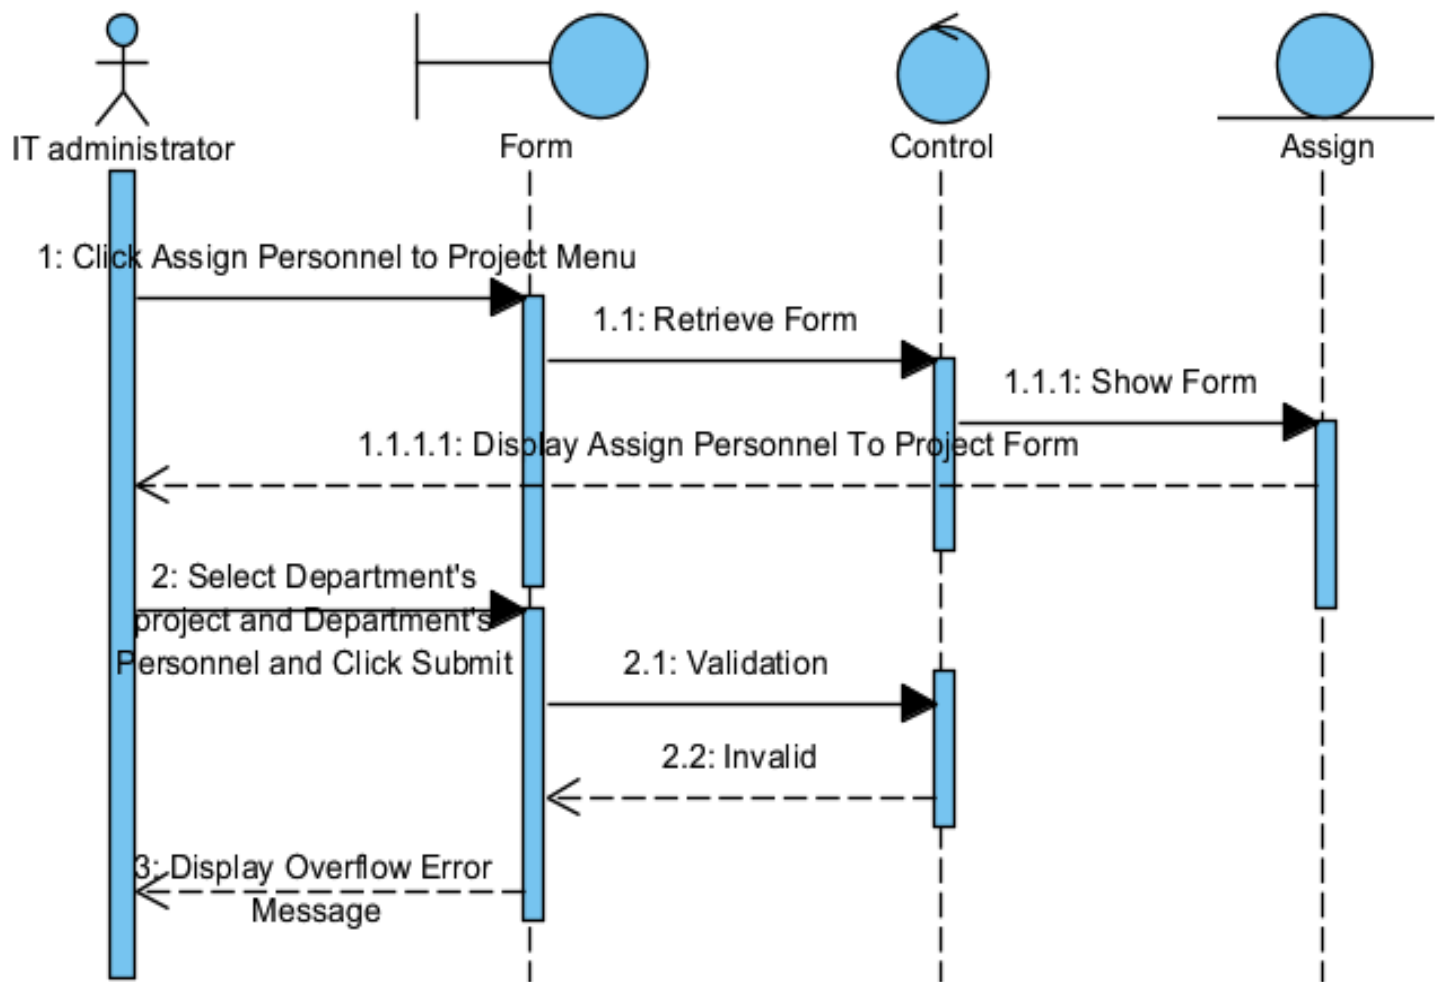 IT administrator
Form
Control
Assign
1: Click Assign Personnel to Project Menu
1.1: Retrieve Form
1.1.1: Show Form
1.1.1.1: Display Assign Personnel To Project Form
2: Select Department's
project and Department's
Personnel and Click Submit
2.1: Validation
2.2: Invalid
3: Display Overflow Error
Message